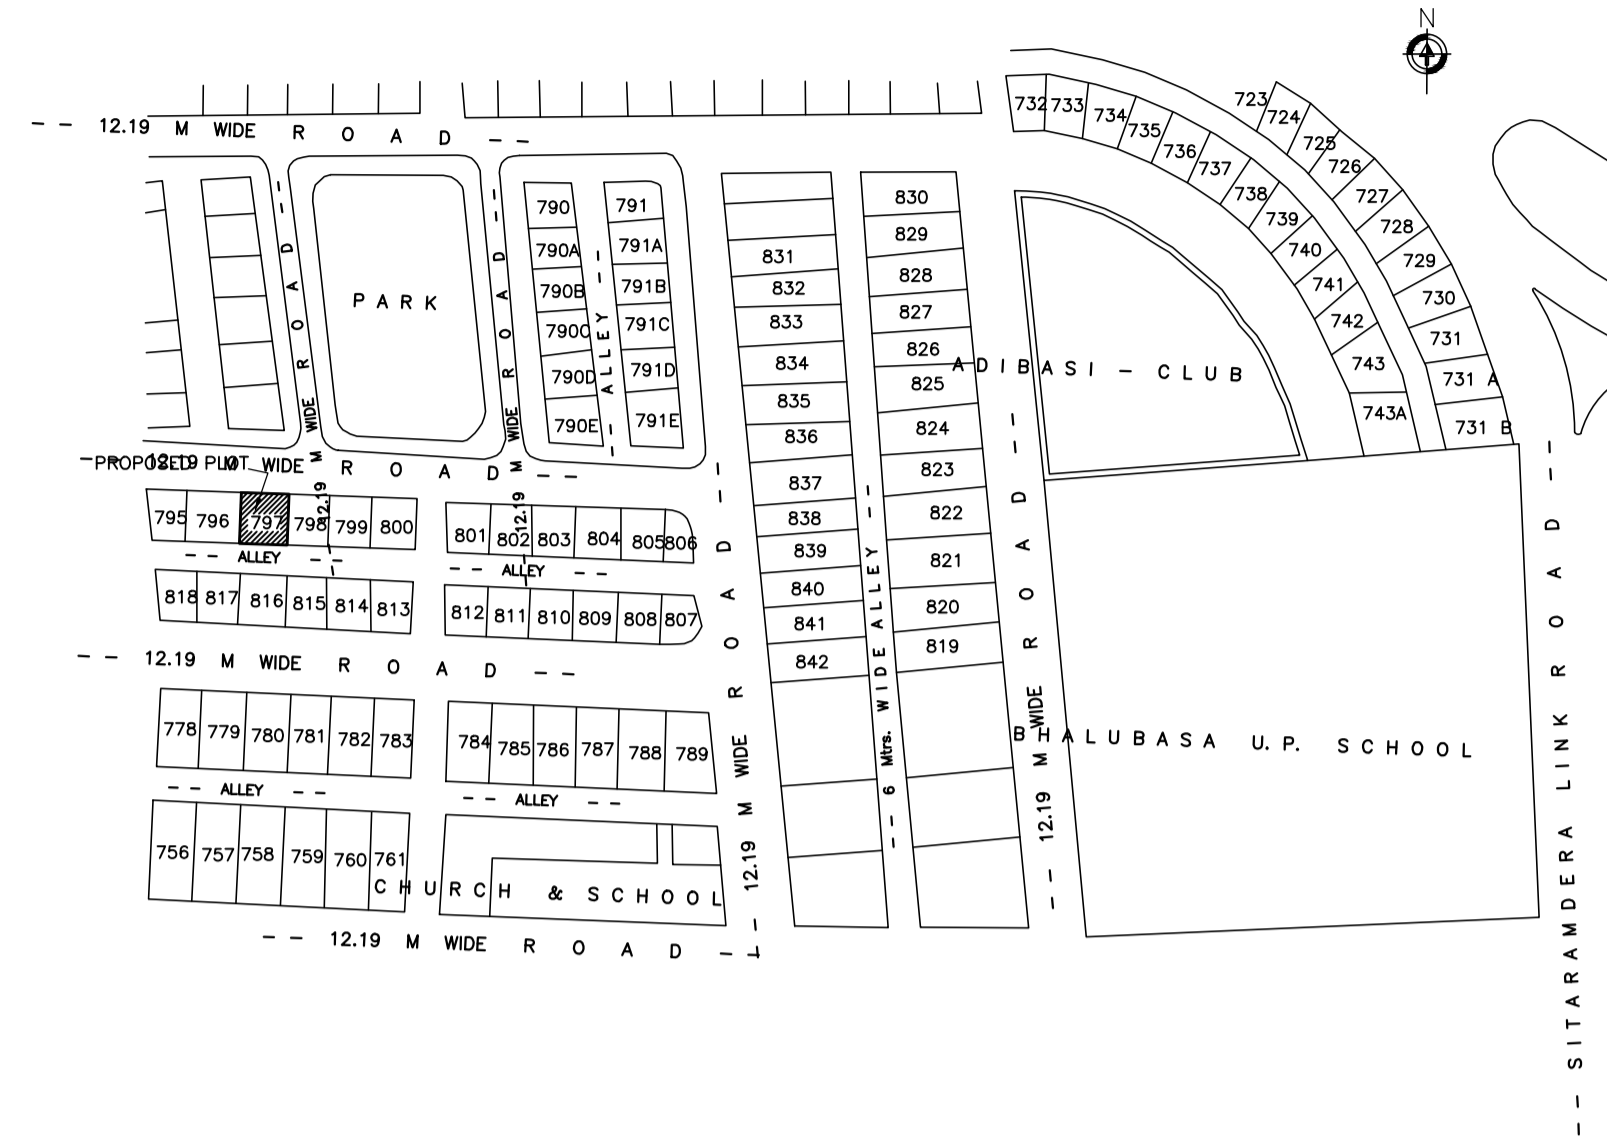 N
-- 12.19 M WIDE ROAD --
732 733 734 735 736 737 738 739 740 741 742 743 743A
723 724 725 726 727 728 729 730 731 731 A 731 B
PARK
-- 12.19 M WIDE ROAD --
-- 12.19 M WIDE ROAD --
790 790A 790B 790C 790D 790E
-- ALLEY --
791 791A 791B 791C 791D 791E
831 832 833 834 835 836 837 838 839 840 841 842
--- 6 Mtrs. WIDE ALLEY --
830 829 828 827 826 825 824 823 822 821 820 819
ADIBASI - CLUB
PROPOSED PLOT
-- 12.19 M WIDE ROAD --
795 796 797 798 799 800
801 802 803 804 805 806
-- ALLEY --
-- ALLEY --
818 817 816 815 814 813
812 811 810 809 808 807
-- 12.19 M WIDE ROAD --
778 779 780 781 782 783
784 785 786 787 788 789
-- ALLEY --
-- ALLEY --
756 757 758 759 760 761
CHURCH & SCHOOL
-- 12.19 M WIDE ROAD --
-- 12.19 M WIDE ROAD --
-- 12.19 M WIDE ROAD --
BHALUBASA U.P. SCHOOL
-- SITARAMDERA LINK ROAD --